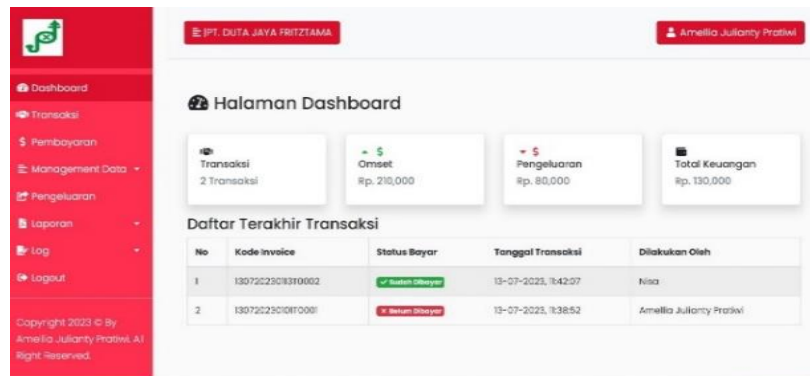 PT. DUTA JAYA FRITZTAMA
Amellia Julianty Pratiwi
Dashboard
Transaksi
$ Pembayaran
Management Data
Pengeluaran
Laporan
Log
Logout
Copyright 2023 © By
Amellia Julianty Pratiwi. All
Right Reserved.
Halaman Dashboard
Transaksi
2 Transaksi
$
Omset
Rp. 210,000
$
Pengeluaran
Rp. 80,000
Total Keuangan
Rp. 130,000
Daftar Terakhir Transaksi
No Kode Invoice Status Bayar Tanggal Transaksi Dilakukan Oleh
1 Sudah Dibayar 13-07-2023, 11:42:07 Nisa
2 Belum Dibayar 13-07-2023, 11:38:52 Amellia Julianty Pratiwi